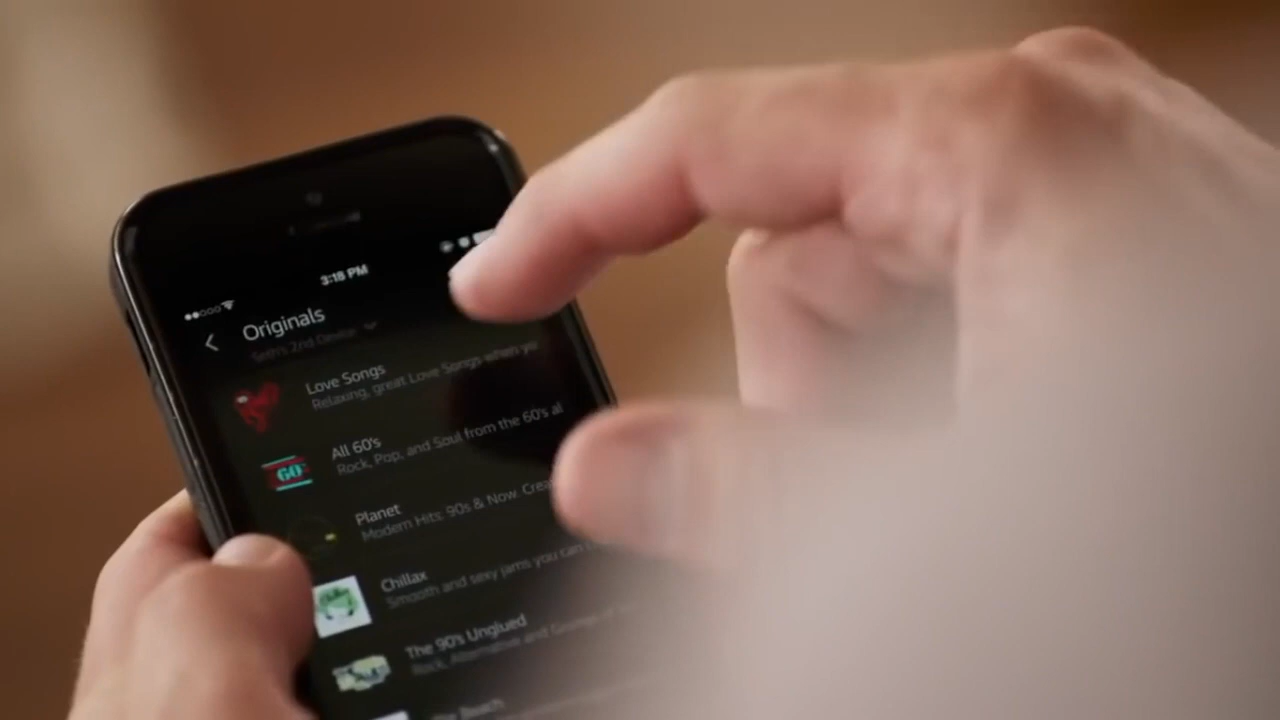 3:18 PM
Originals
Seth's 2nd Device
Love Songs
Relaxing, great Love Songs when you
All 60's
Rock, Pop, and Soul from the 60's al
60
Planet
Modern Hits: 90s & Now. Crea
Chillax
Smooth and sexy jams you can
The 90's Unglued
Rock, Alternative and Grunge
Beach